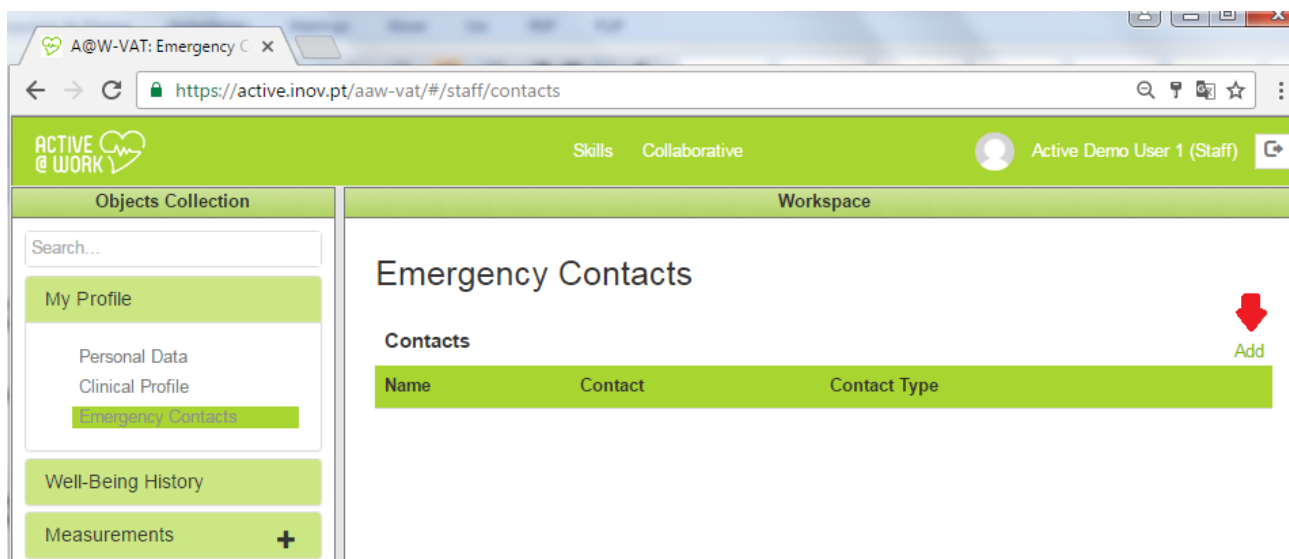 A@W-VAT: Emergency C
https://active.inov.pt/aaw-vat/#/staff/contacts
ACTIVE
@ WORK
Skills Collaborative Active Demo User 1 (Staff)
Objects Collection
Workspace
Search...
My Profile
Personal Data
Clinical Profile
Emergency Contacts
Well-Being History
Measurements
Emergency Contacts
Contacts
Add
Name Contact Contact Type